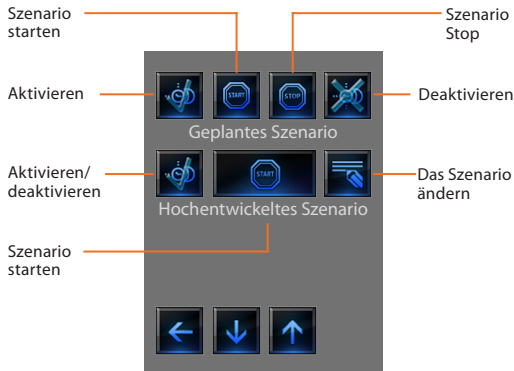 Szenario
starten
Szenario
Stop
Aktivieren
START
STOP
Deaktivieren
Geplantes Szenario
Aktivieren/
deaktivieren
START
Das Szenario
ändern
Hochentwickeltes Szenario
Szenario
starten